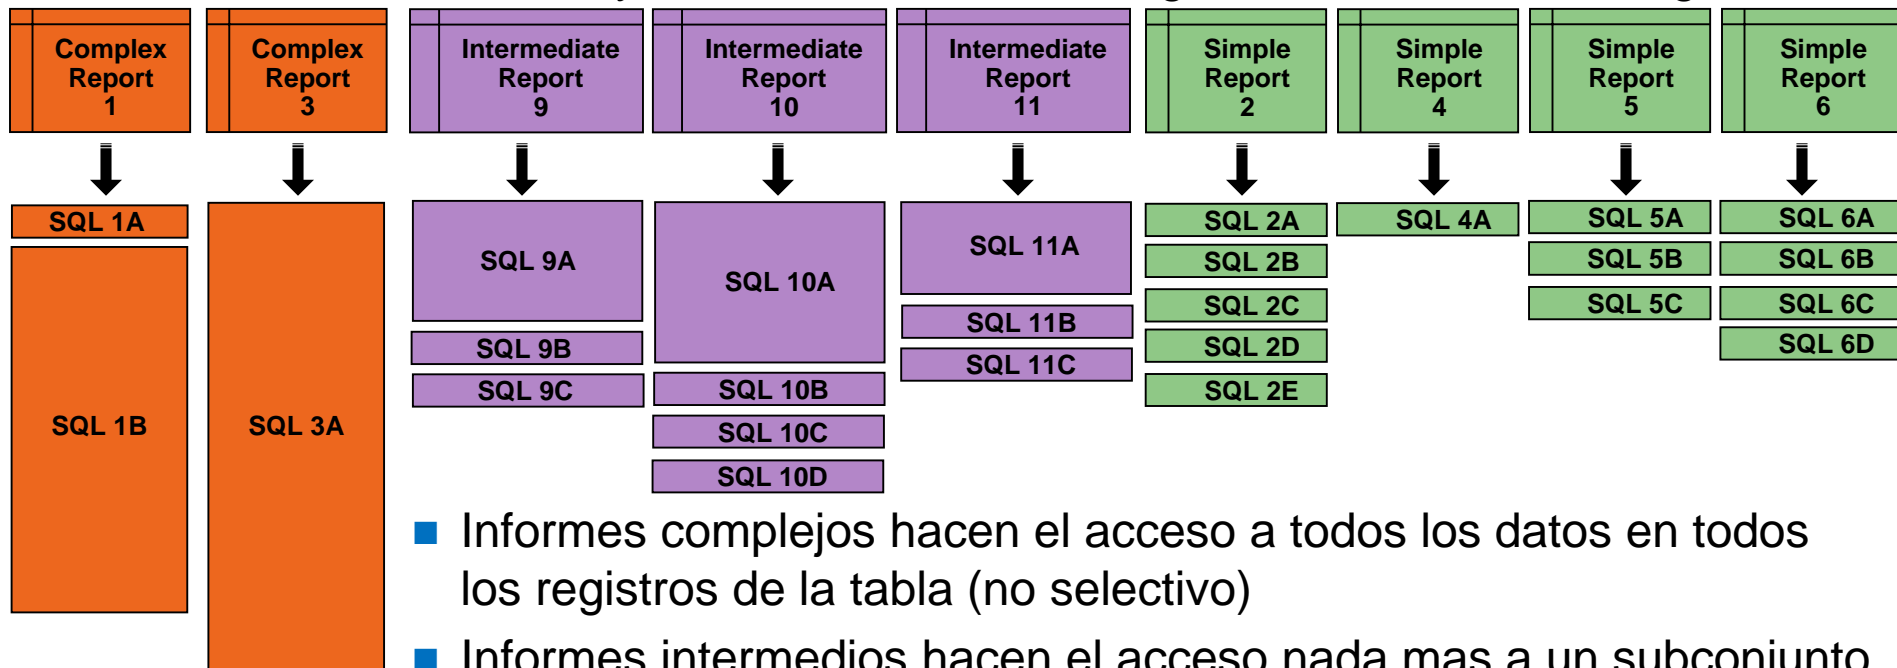 Complex
Report
1
Complex
Report
3
Intermediate
Report
9
Intermediate
Report
10
Intermediate
Report
11
Simple
Report
2
Simple
Report
4
Simple
Report
5
Simple
Report
6
SQL 1A
SQL 1B
SQL 3A
SQL 9A
SQL 9B
SQL 9C
SQL 10A
SQL 10B
SQL 10C
SQL 10D
SQL 11A
SQL 11B
SQL 11C
SQL 2A
SQL 2B
SQL 2C
SQL 2D
SQL 2E
SQL 4A
SQL 5A
SQL 5B
SQL 5C
SQL 6A
SQL 6B
SQL 6C
SQL 6D
Informes complejos hacen el acceso a todos los datos en todos
los registros de la tabla (no selectivo)
Informes intermedios hacen el acceso nada mas a un subconjunto